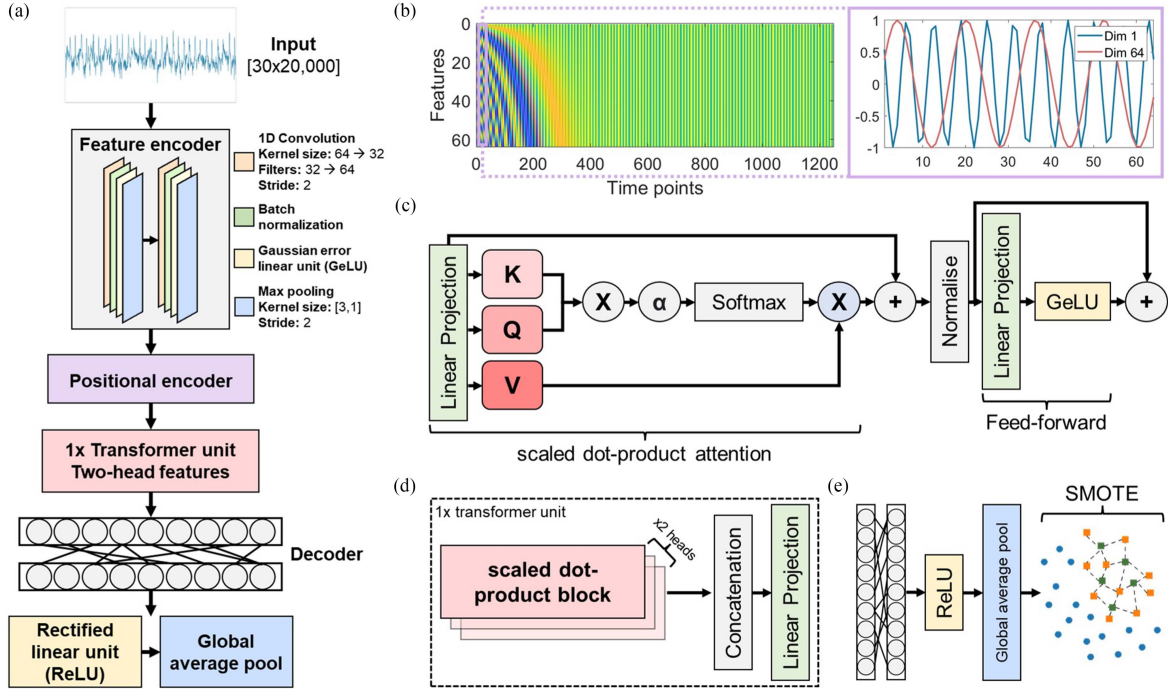 (a)
Input
[30x20,000]
Feature encoder
1D Convolution
Kernel size: 64 → 32
Filters: 32 → 64
Stride: 2
Batch
normalization
Gaussian error
linear unit (GeLU)
Max pooling
Kernel size: [3,1]
Stride: 2
Positional encoder
1x Transformer unit
Two-head features
Decoder
Rectified
linear unit
(ReLU)
Global
average pool
(b)
Features
0
20
40
60
0
200
400
600
800
1000
1200
Time points
1
0.5
0
-0.5
-1
10
20
30
40
50
60
Dim 1
Dim 64
(c)
Linear Projection
K
Q
V
X
α
Softmax
X
+
Normalise
Linear Projection
GeLU
+
scaled dot-product attention
Feed-forward
(d)
1x transformer unit
x2 heads
scaled dot-
product block
Concatenation
Linear Projection
(e)
ReLU
Global average pool
SMOTE